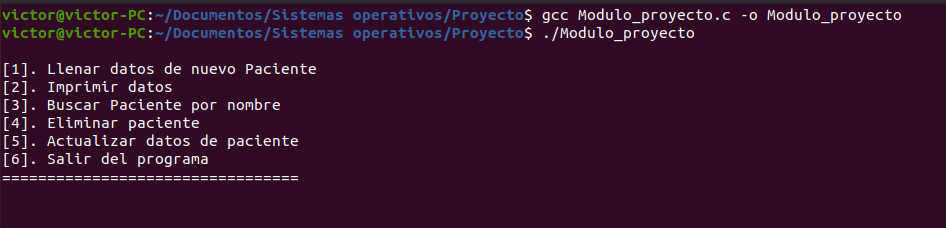 victor@victor-PC:~/Documentos/Sistemas operativos/Proyecto$ gcc Modulo_proyecto.c -o Modulo_proyecto
victor@victor-PC:~/Documentos/Sistemas operativos/Proyecto$ ./Modulo_proyecto
[1]. Llenar datos de nuevo Paciente
[2]. Imprimir datos
[3]. Buscar Paciente por nombre
[4]. Eliminar paciente
[5]. Actualizar datos de paciente
[6]. Salir del programa
=================================